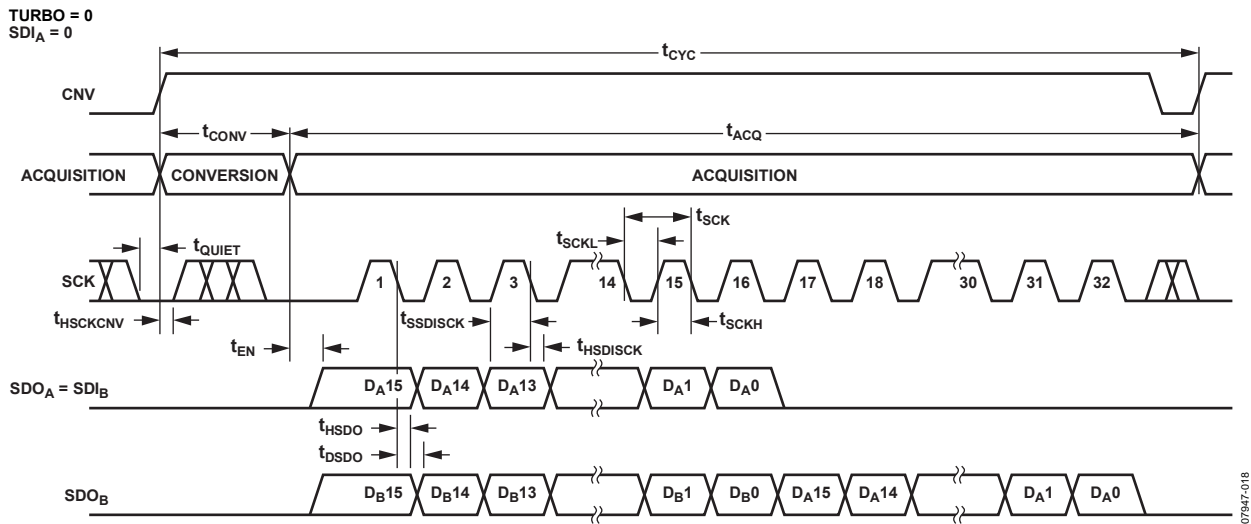 TURBO = 0
SDIA = 0
tCYC
CNV
tCONV
tACQ
ACQUISITION
CONVERSION
ACQUISITION
tSCK
tSCKL
tQUIET
SCK
1
2
3
14
15
16
17
18
30
31
32
tHSCKCNV
tSSDISCK
tSCKH
tEN
tHSDISCK
SDOA = SDIB
DA15
DA14
DA13
DA1
DA0
tHSDO
tDSDO
SDOB
DB15
DB14
DB13
DB1
DB0
DA15
DA14
DA1
DA0
07947-018